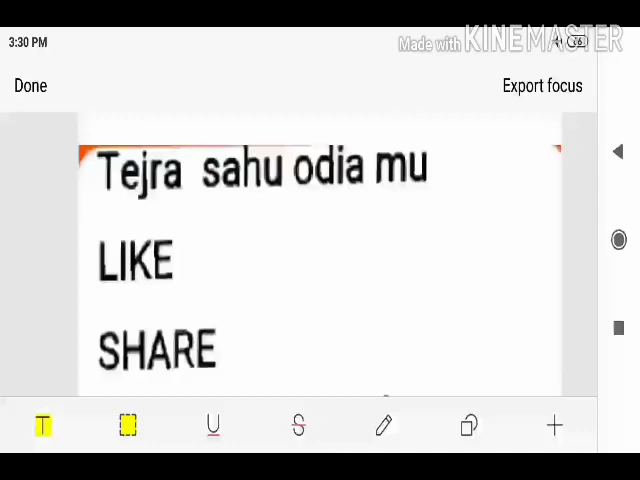 3:30 PM
Made with KINEMASTER
Done
Export focus
Tejra sahu odia mu
LIKE
SHARE
T
U
S